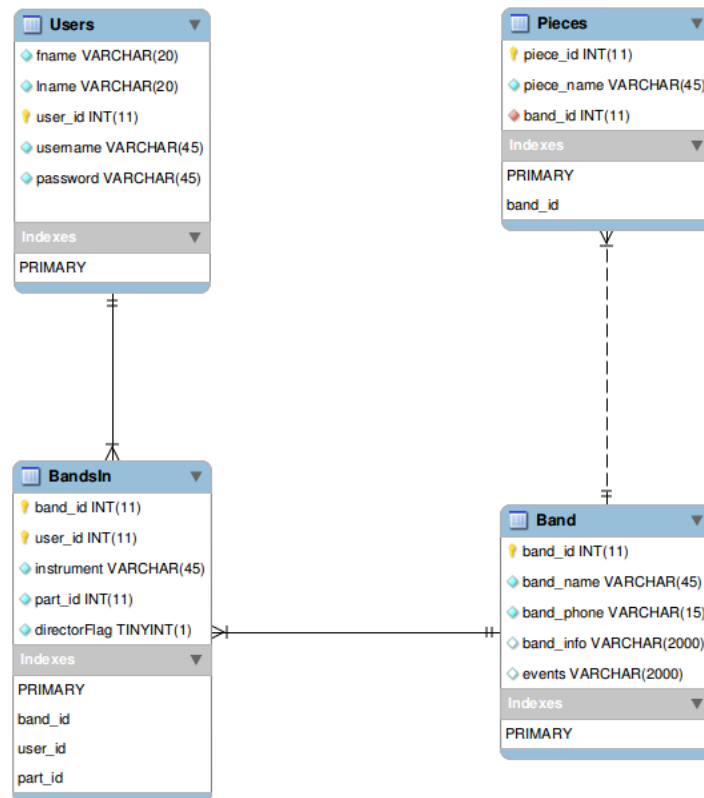 Users
fname VARCHAR(20)
lname VARCHAR(20)
user_id INT(11)
username VARCHAR(45)
password VARCHAR(45)
Indexes
PRIMARY
Pieces
piece_id INT(11)
piece_name VARCHAR(45)
band_id INT(11)
Indexes
PRIMARY
band_id
BandsIn
band_id INT(11)
user_id INT(11)
instrument VARCHAR(45)
part_id INT(11)
directorFlag TINYINT(1)
Indexes
PRIMARY
band_id
user_id
part_id
Band
band_id INT(11)
band_name VARCHAR(45)
band_phone VARCHAR(15)
band_info VARCHAR(2000)
events VARCHAR(2000)
Indexes
PRIMARY